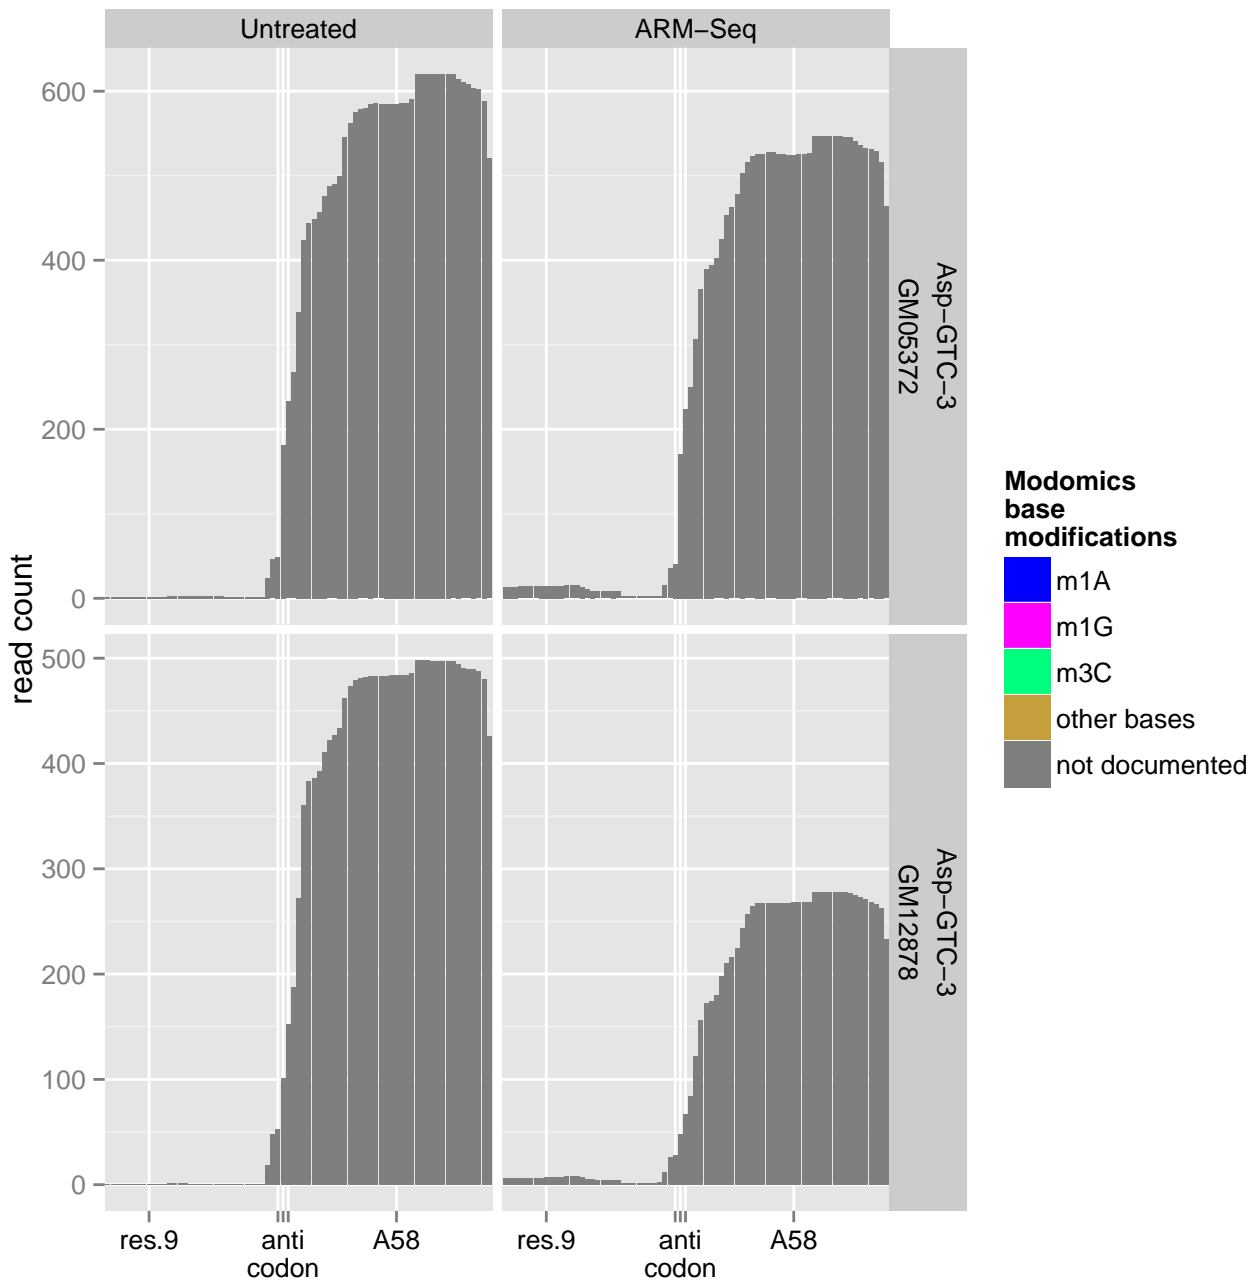 Untreated
ARM−Seq
600
400
200
0
Asp−GTC−3
GM05372
read count
500
400
300
200
100
0
Asp−GTC−3
GM12878
res.9
anti
codon
A58
res.9
anti
codon
A58
Modomics
base
modifications
m1A
m1G
m3C
other bases
not documented